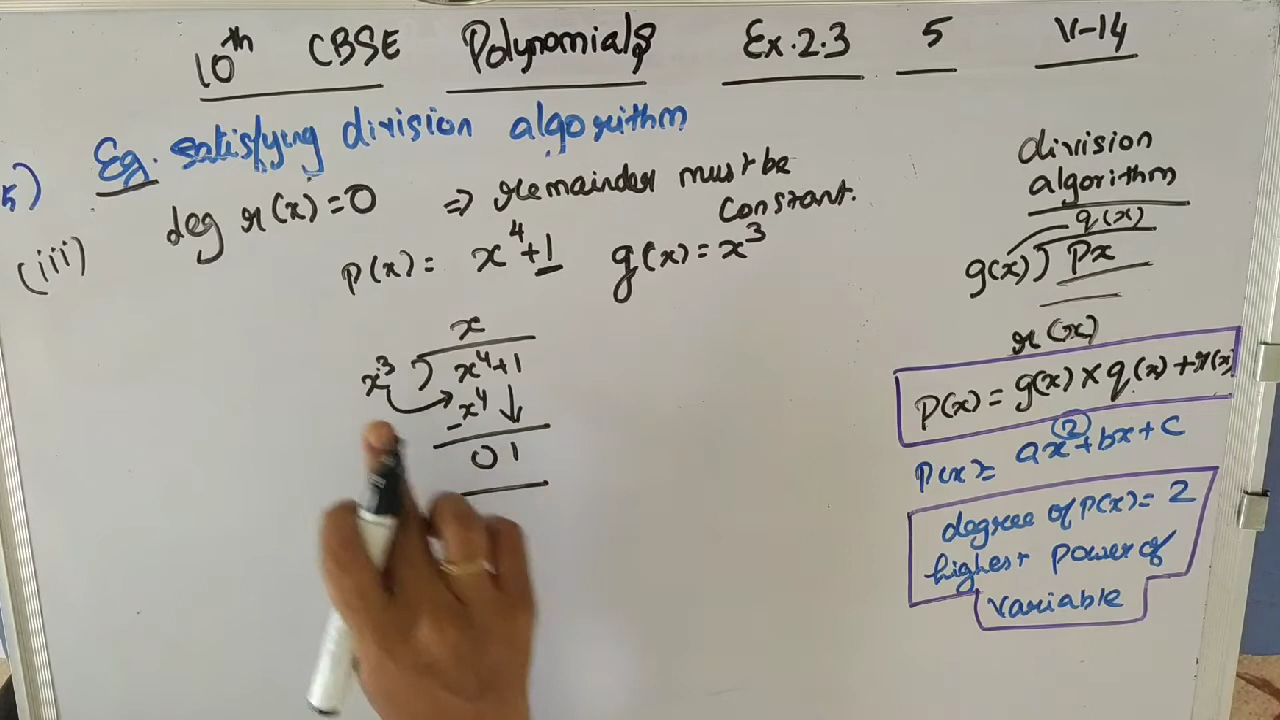 10th CBSE Polynomials Ex.2.3 5 V-14
5) Eg. satisfying division algorithm
(iii) deg r(x)=0 ⇒ remainder must be constant.
P(x)= x⁴+1 g(x)=x³
x
x³ ) x⁴+1
-x⁴ ↓
0 1
division
algorithm
q(x)
g(x) ) Px
r(x)
P(x)=g(x)×q(x)+r(x)
P(x)= ax²+bx+c
degree of P(x)=2
highest power of
variable